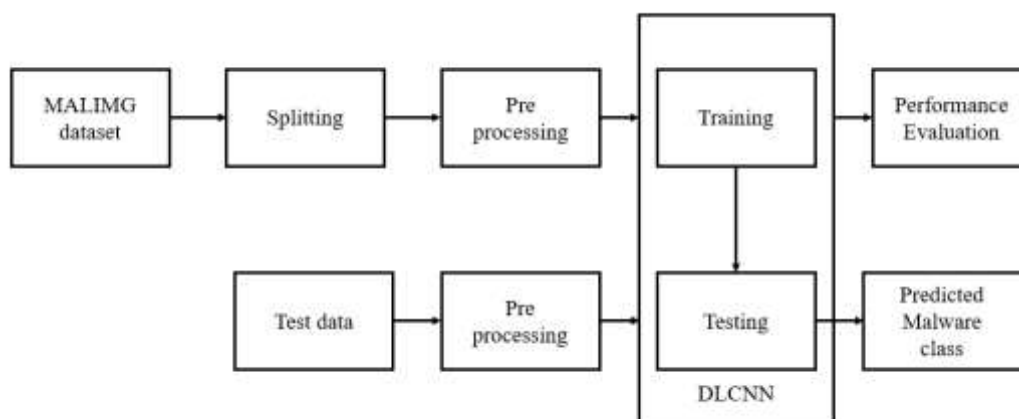 MALIMG
dataset
Splitting
Pre
processing
Training
Performance
Evaluation
Test data
Pre
processing
Testing
Predicted
Malware
class
DLCNN